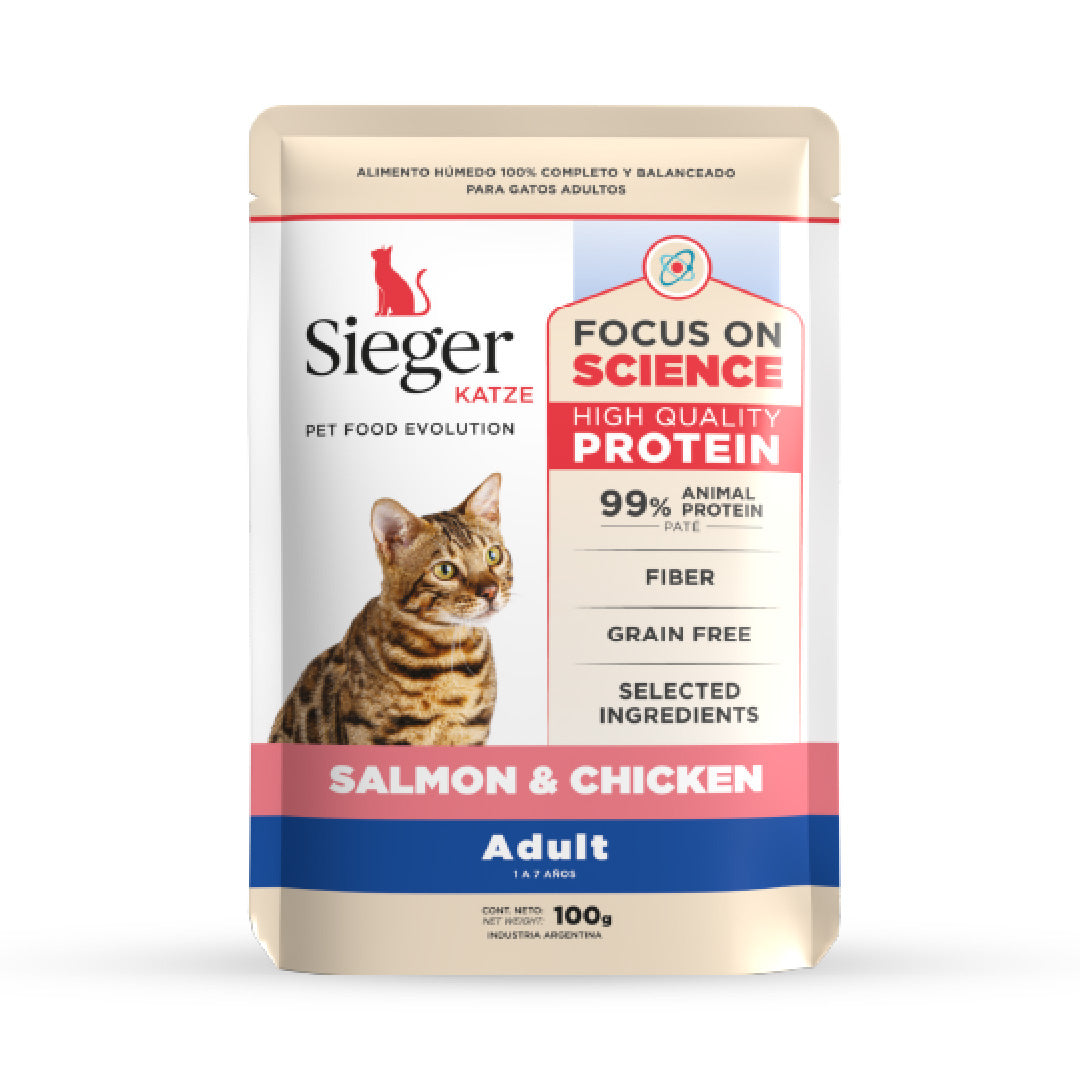 ALIMENTO HÚMEDO 100% COMPLETO Y BALANCEADO
PARA GATOS ADULTOS
Sieger
KATZE
PET FOOD EVOLUTION
FOCUS ON
SCIENCE
HIGH QUALITY
PROTEIN
99% ANIMAL
PROTEIN
PATÉ
FIBER
GRAIN FREE
SELECTED
INGREDIENTS
SALMON & CHICKEN
Adult
1 A 7 AÑOS
CONT. NETO:
NET WEIGHT: 100g
INDUSTRIA ARGENTINA